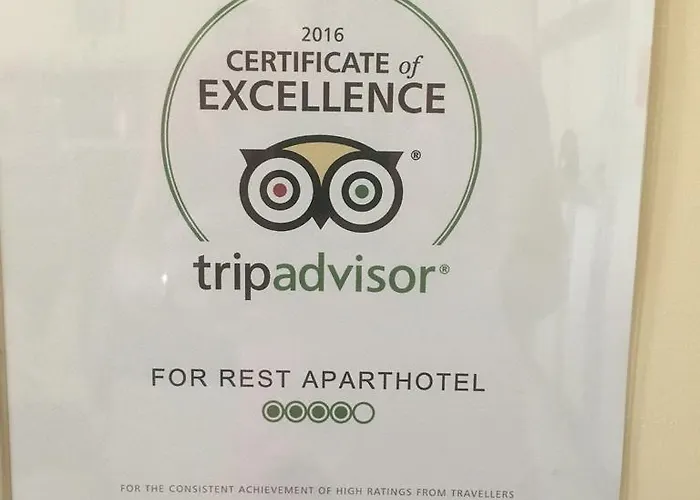 2016
CERTIFICATE of
EXCELLENCE
®
tripadvisor®
FOR REST APARTHOTEL
FOR THE CONSISTENT ACHIEVEMENT OF HIGH RATINGS FROM TRAVELLERS